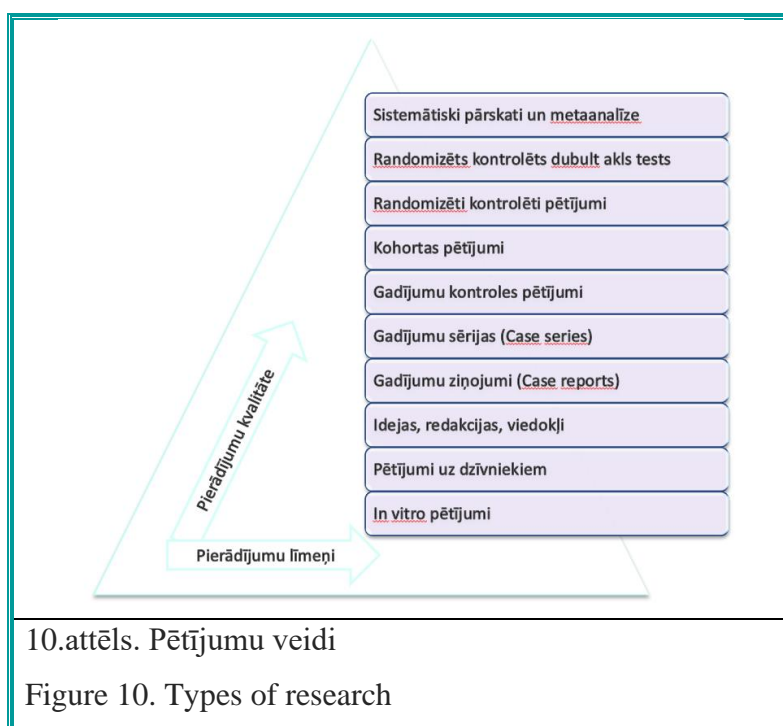 Sistemātiski pārskati un metaanalīze
Randomizēts kontrolēts dubult akls tests
Randomizēti kontrolēti pētījumi
Kohortas pētījumi
Gadījumu kontroles pētījumi
Gadījumu sērijas (Case series)
Gadījumu ziņojumi (Case reports)
Idejas, redakcijas, viedokļi
Pētījumi uz dzīvniekiem
In vitro pētījumi
Pierādījumu kvalitāte
Pierādījumu līmeņi
10.attēls. Pētījumu veidi
Figure 10. Types of research